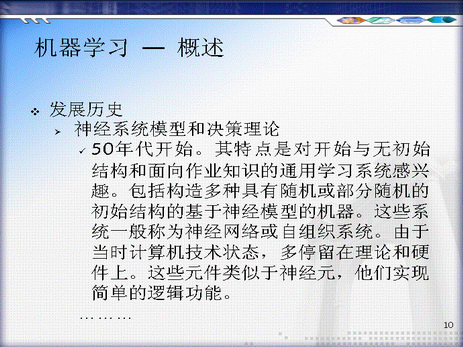 机器学习 — 概述
发展历史
神经系统模型和决策理论
50年代开始。其特点是对开始与无初始
结构和面向作业知识的通用学习系统感兴
趣。包括构造多种具有随机或部分随机的
初始结构的基于神经模型的机器。这些系
统一般称为神经网络或自组织系统。由于
当时计算机技术状态，多停留在理论和硬
件上。这些元件类似于神经元，他们实现
简单的逻辑功能。
………
10